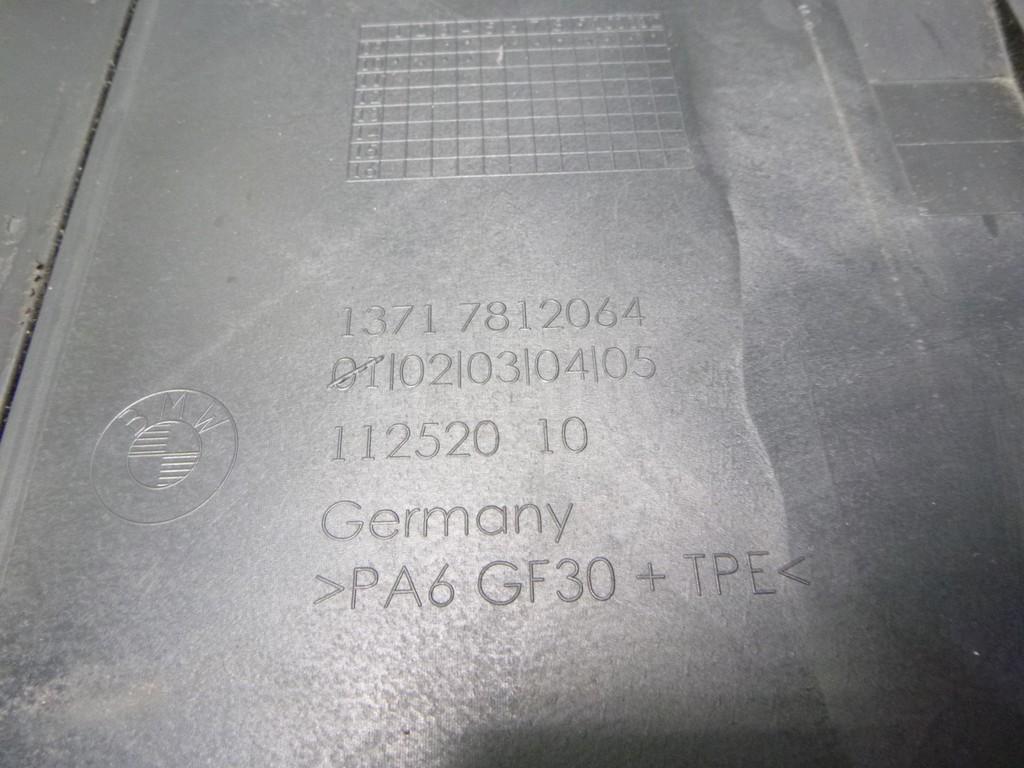 1371 7812064
01|02|03|04|05
112520 10
BMW
Germany
>PA6 GF30 + TPE<